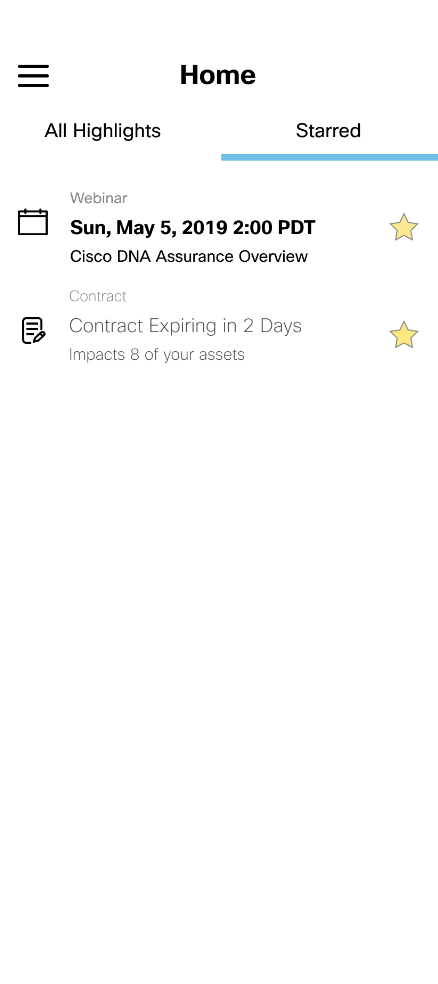 Home
All Highlights
Starred
Webinar
Sun, May 5, 2019 2:00 PDT
Cisco DNA Assurance Overview
Contract
Contract Expiring in 2 Days
Impacts 8 of your assets